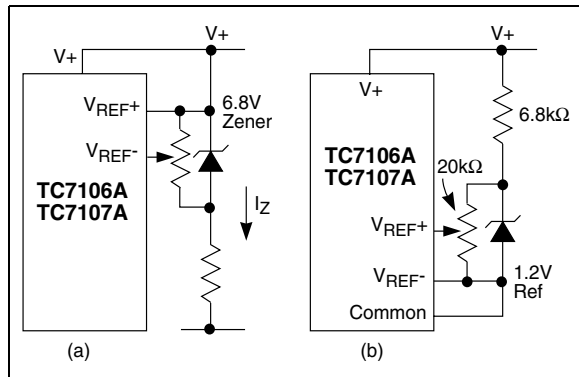 V+
V+
VREF+
6.8V
Zener
VREF-
TC7106A
TC7107A
IZ
(a)
V+
V+
6.8kΩ
TC7106A
TC7107A
20kΩ
VREF+
VREF-
1.2V
Ref
Common
(b)